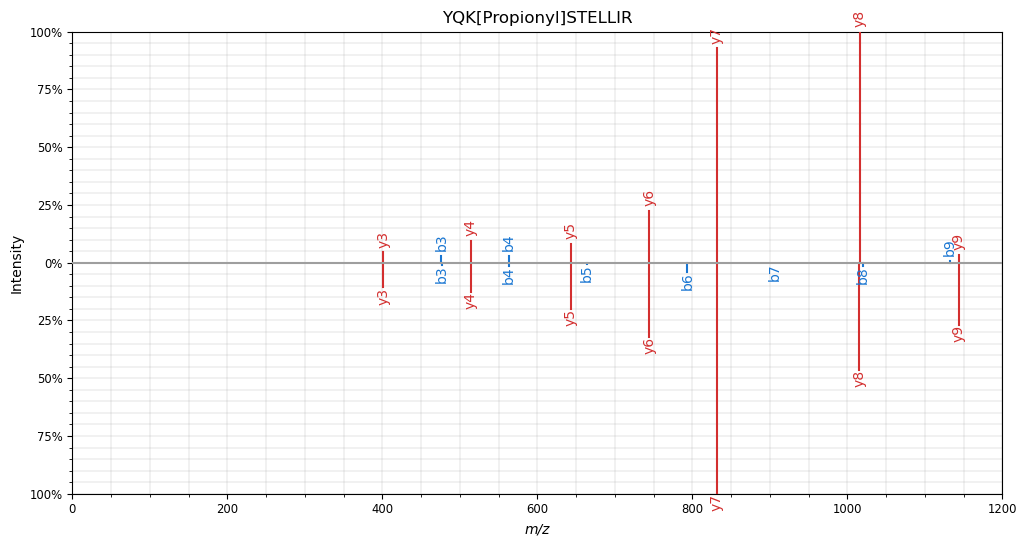 YQK[Propionyl]STELLIR
100%
75%
50%
25%
0%
25%
50%
75%
100%
Intensity
y3
b3
y4
b4
y5
y6
y7
y8
b9
y9
y3
b3
y4
b4
y5
b5
y6
b6
y7
b7
y8
b8
y9
0
200
400
600
800
1000
1200
m/z